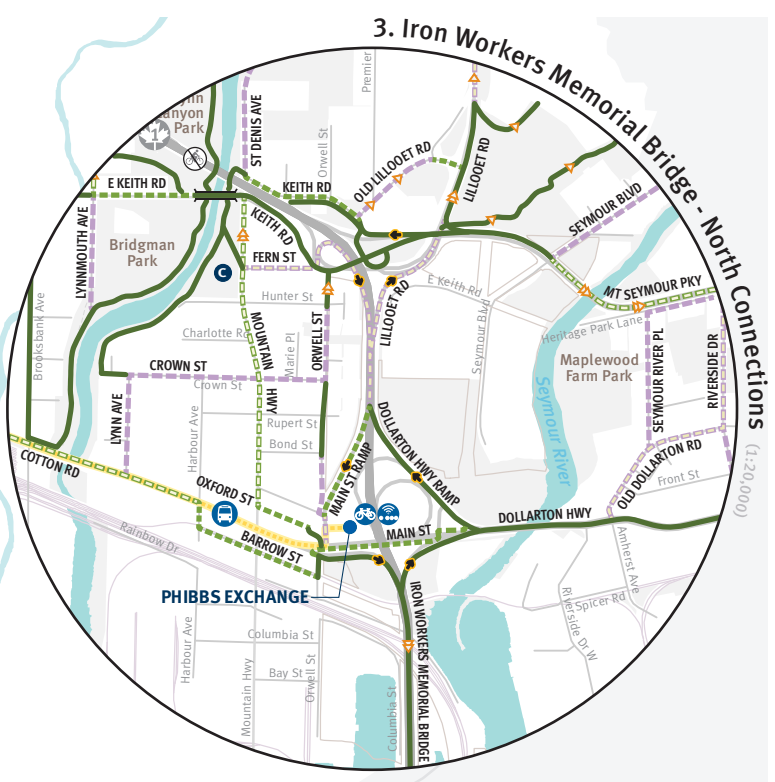 3. Iron Workers Memorial Bridge - North Connections
(1:20,000)
Premier
Canyon
Park
1
ST DENIS AVE
Orwell St
OLD LILLOOET RD
LILLOOET RD
E KEITH RD
KEITH RD
KEITH RD
SEYMOUR BLVD
LYNNMOUTH AVE
Bridgman
Park
FERN ST
C
E Keith Rd
MT SEYMOUR PKY
Hunter St
LILLOOET RD
Seymour Blvd
Heritage Park Lane
Brooksbank Ave
Charlotte Rd
MOUNTAIN
HWY
Marie Pl
ORWELL ST
Maplewood
Farm Park
SEYMOUR RIVER PL
RIVERSIDE DR
CROWN ST
Crown St
Seymour River
LYNN AVE
Harbour Ave
Rupert St
Bond St
DOLLARTON HWY RAMP
MAIN ST RAMP
OLD DOLLARTON RD
Front St
COTTON RD
OXFORD ST
DOLLARTON HWY
MAIN ST
BARROW ST
Rainbow Dr
Amherst Ave
PHIBBS EXCHANGE
IRON WORKERS MEMORIAL BRIDGE
Riverside Dr W
Spicer Rd
Harbour Ave
Columbia St
Mountain Hwy
Bay St
Orwell St
Columbia St